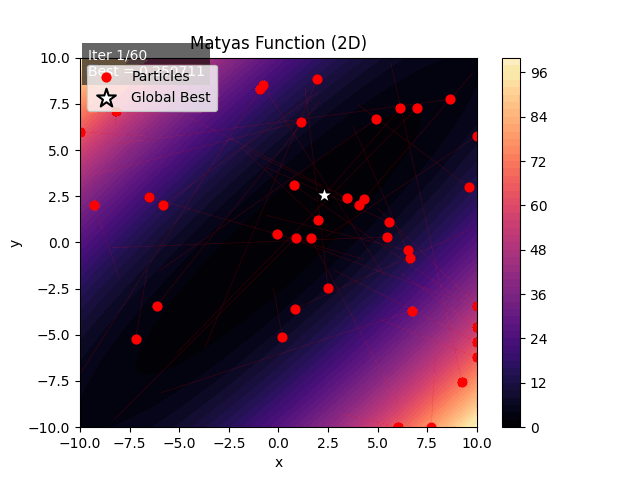 Matyas Function (2D)
Iter 1/60
Best =
Particles
Global Best
10.0
7.5
5.0
2.5
0.0
−2.5
−5.0
−7.5
−10.0
y
−10.0 −7.5 −5.0 −2.5 0.0 2.5 5.0 7.5 10.0
x
96
84
72
60
48
36
24
12
0